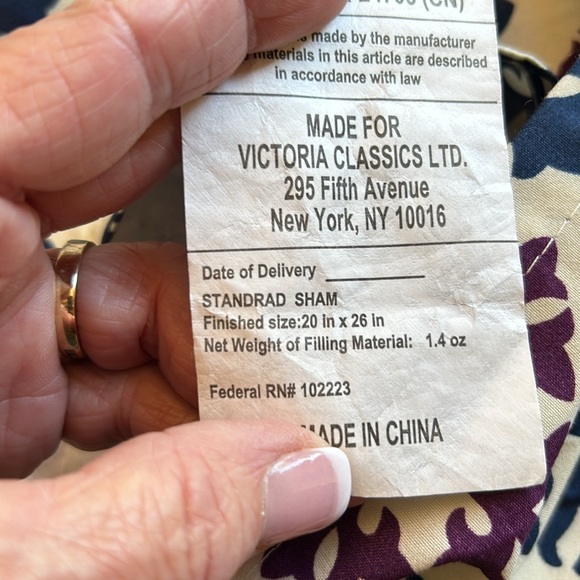 (CN)
made by the manufacturer
materials in this article are described
in accordance with law
MADE FOR
VICTORIA CLASSICS LTD.
295 Fifth Avenue
New York, NY 10016
Date of Delivery ___________
STANDRAD SHAM
Finished size:20 in x 26 in
Net Weight of Filling Material: 1.4 oz
Federal RN# 102223
MADE IN CHINA